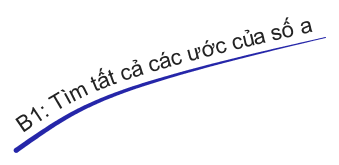 B1: Tìm tất cả các ước của số a